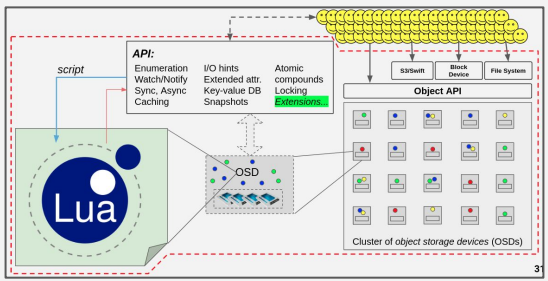 API:
Enumeration
Watch/Notify
Sync, Async
Caching
I/O hints
Extended attr.
Key-value DB
Snapshots
Atomic
compounds
Locking
Extensions...
script
S3/Swift
Block
Device
File System
Object API
OSD
Lua
Cluster of object storage devices (OSDs)
31